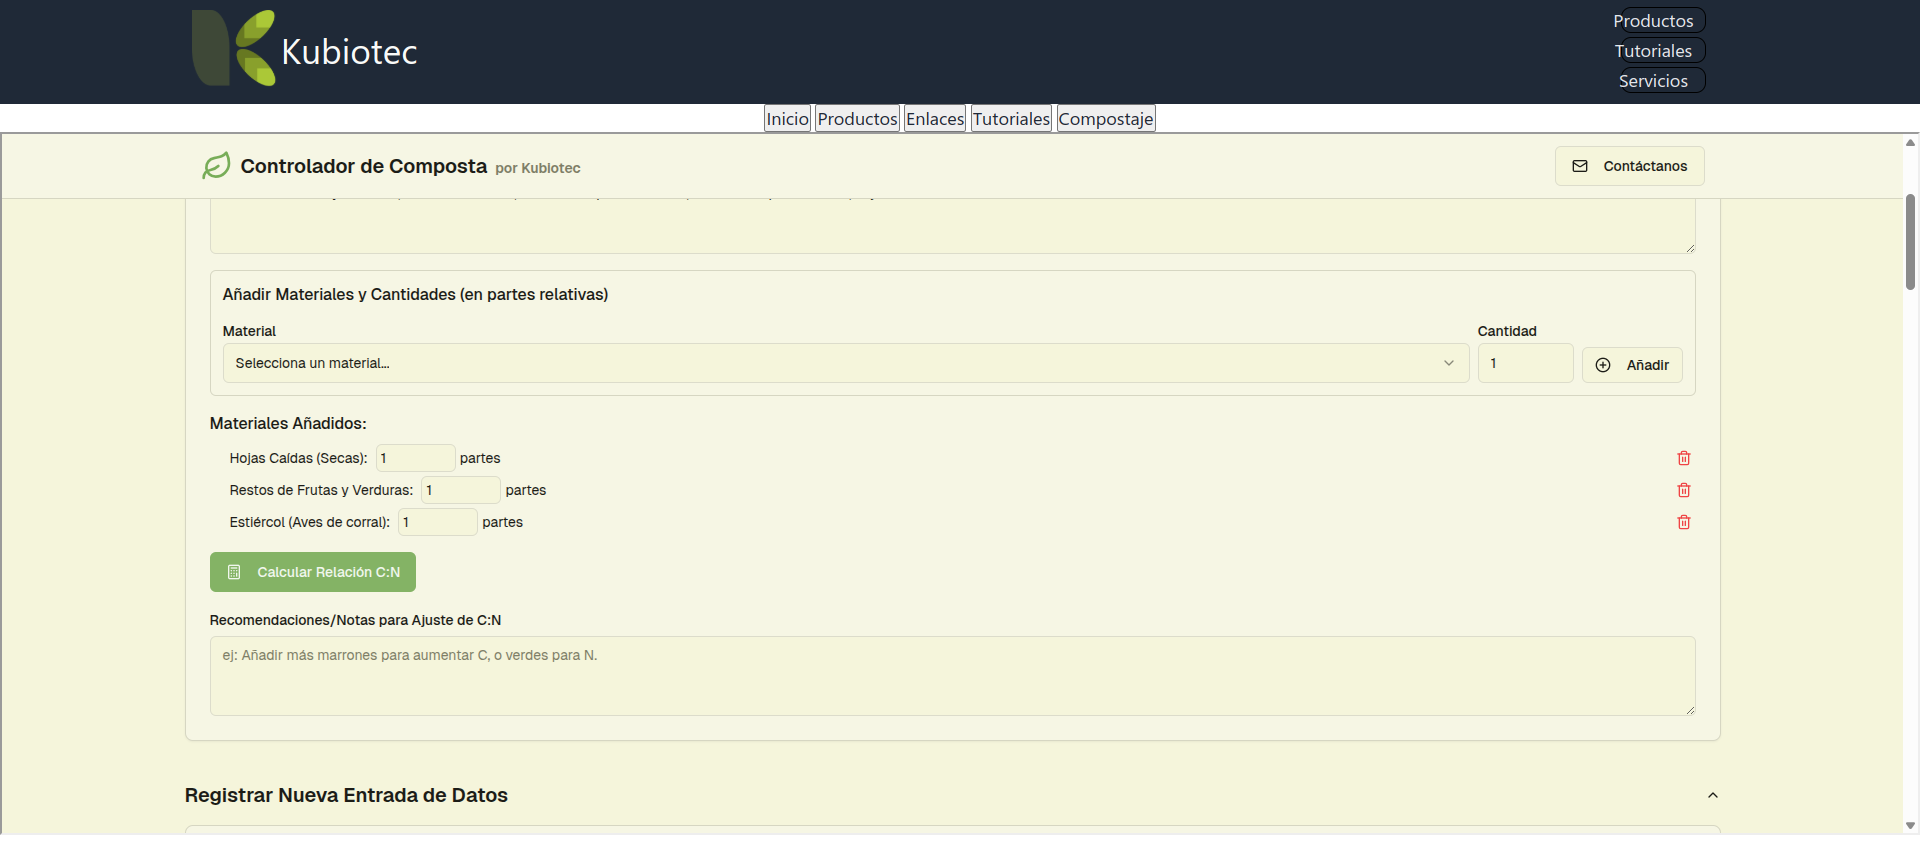 Kubiotec
Productos
Tutoriales
Servicios
Inicio Productos Enlaces Tutoriales Compostaje
Controlador de Composta por Kubiotec
Contáctanos
Añadir Materiales y Cantidades (en partes relativas)
Material Cantidad
Selecciona un material... 1 Añadir
Materiales Añadidos:
Hojas Caídas (Secas): 1 partes
Restos de Frutas y Verduras: 1 partes
Estiércol (Aves de corral): 1 partes
Calcular Relación C:N
Recomendaciones/Notas para Ajuste de C:N
ej: Añadir más marrones para aumentar C, o verdes para N.
Registrar Nueva Entrada de Datos